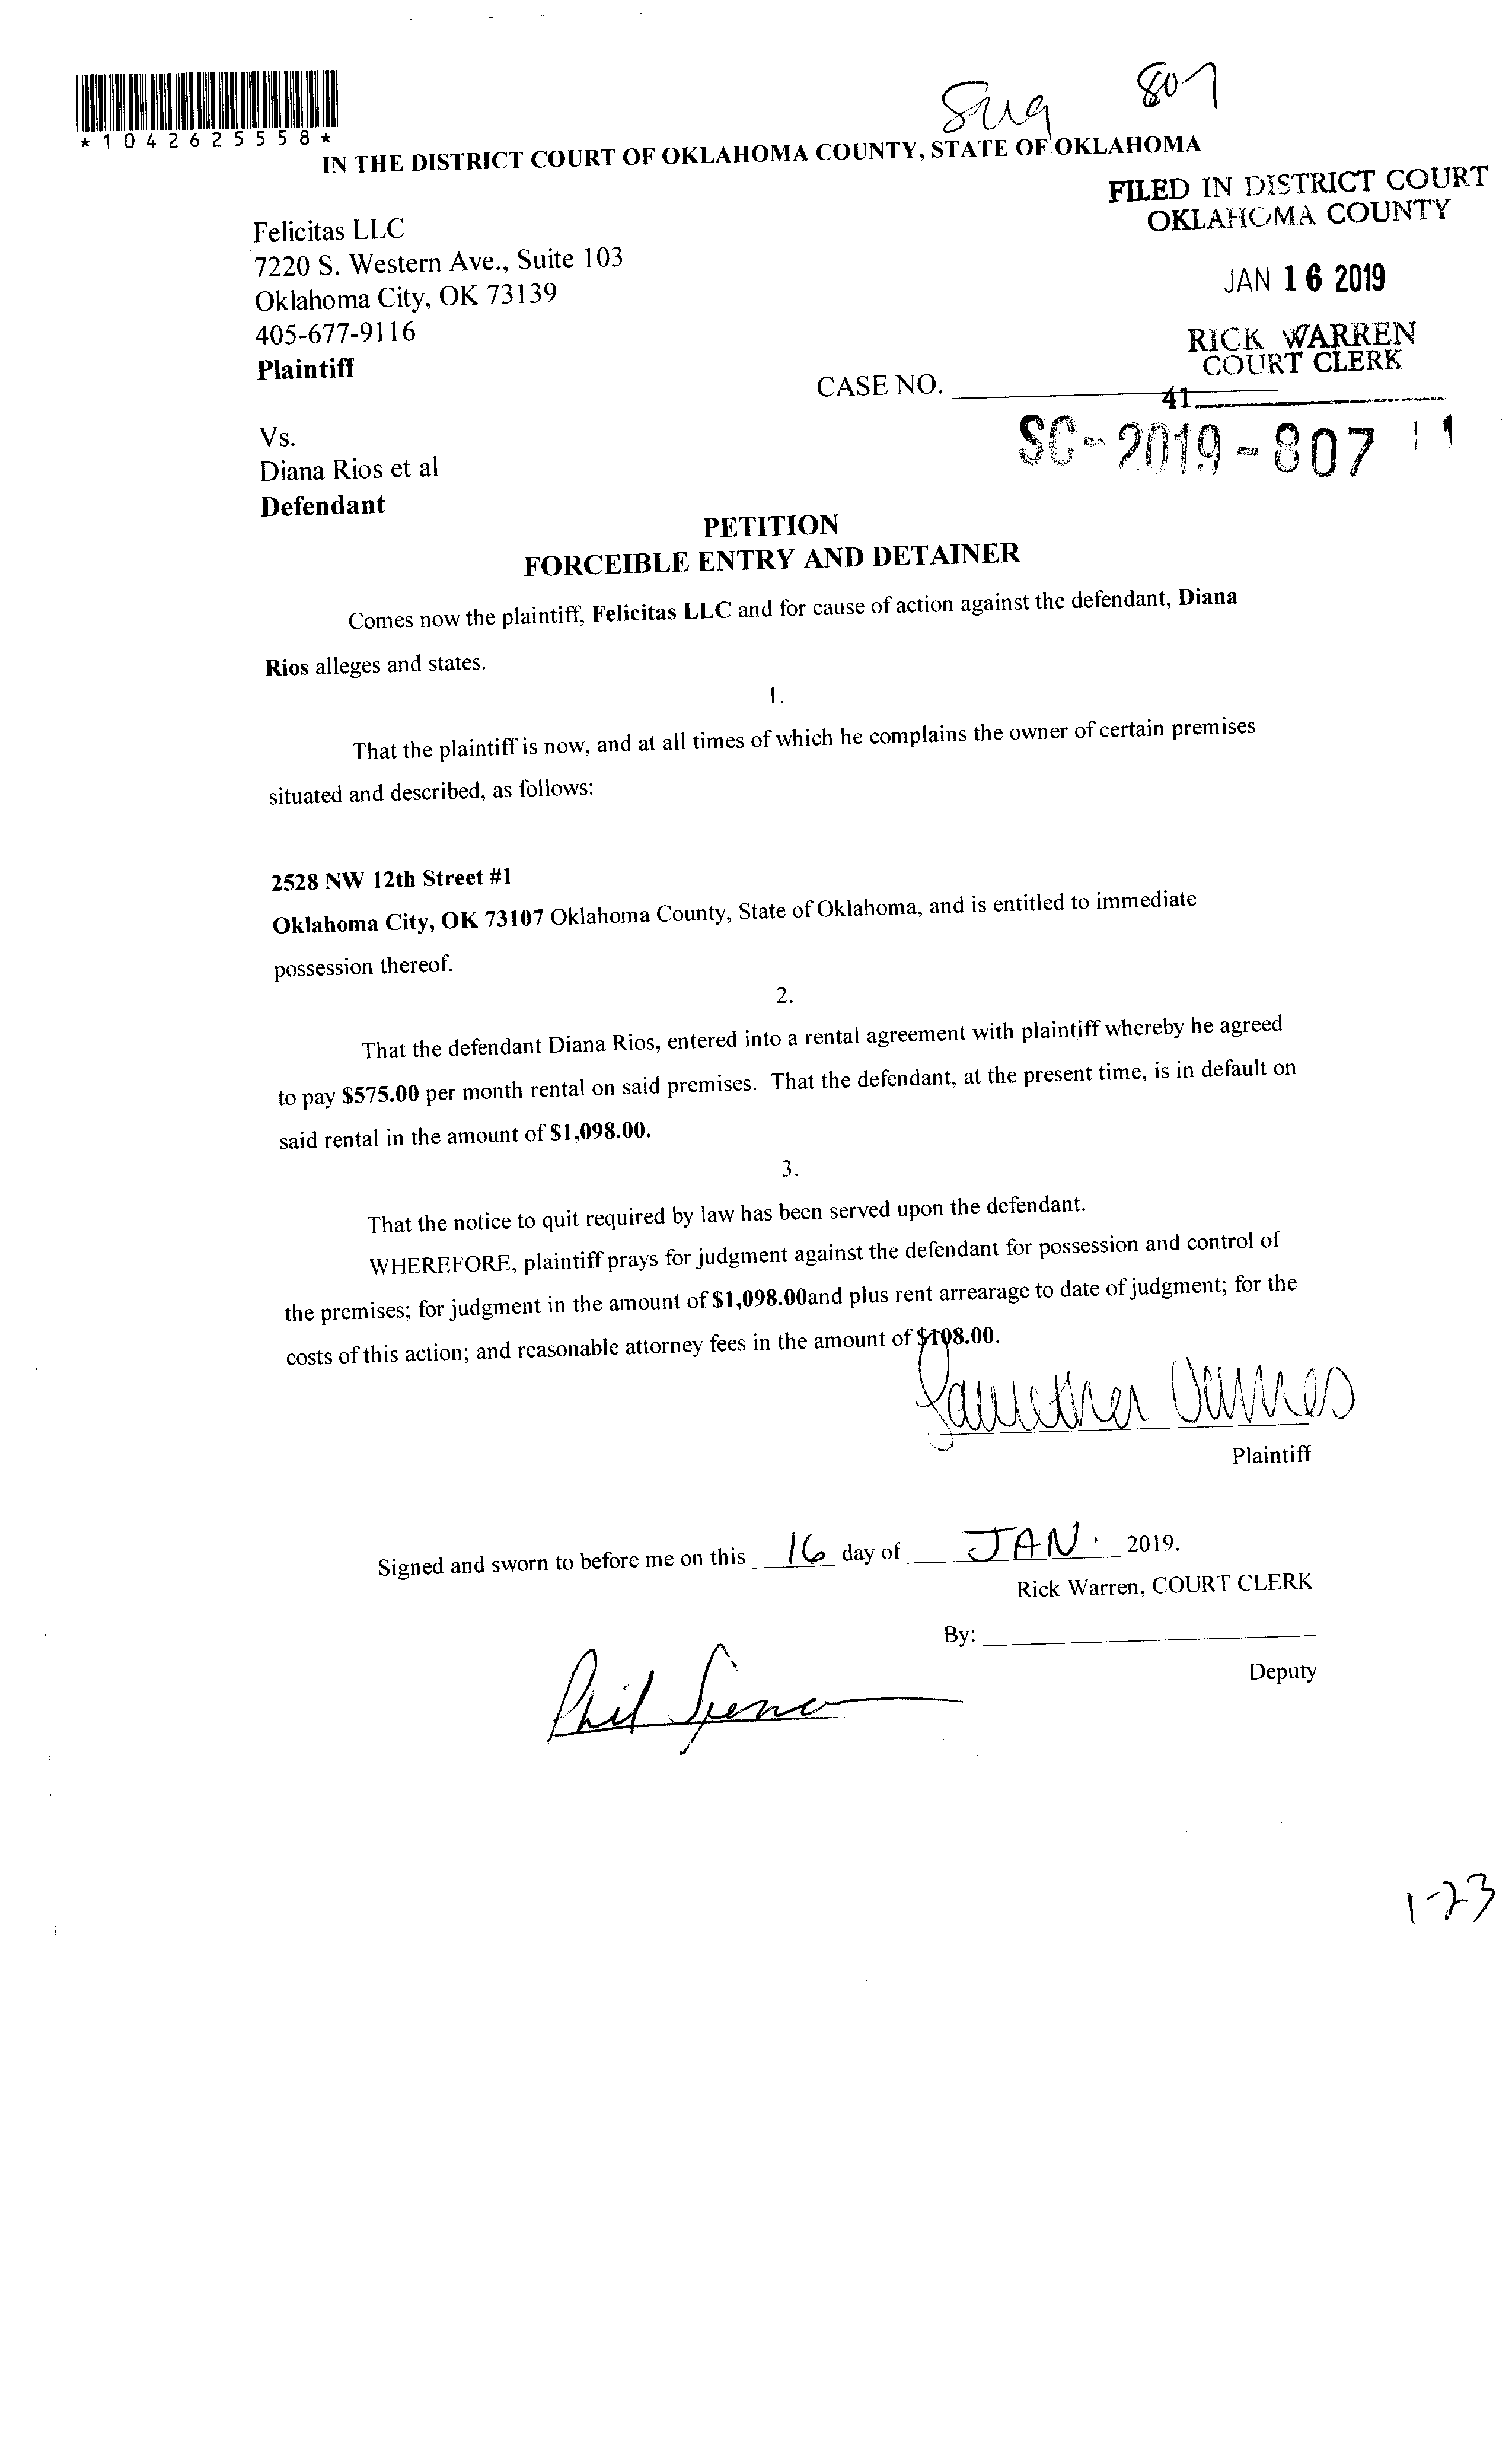 Sug 807
*1042625558*
IN THE DISTRICT COURT OF OKLAHOMA COUNTY, STATE OF OKLAHOMA
FILED IN DISTRICT COURT
OKLAHOMA COUNTY
JAN 16 2019
RICK WARREN
COURT CLERK
41
Felicitas LLC
7220 S. Western Ave., Suite 103
Oklahoma City, OK 73139
405-677-9116
Plaintiff
CASE NO.
SC-2019-807
Vs.
Diana Rios et al
Defendant
PETITION
FORCEIBLE ENTRY AND DETAINER
Comes now the plaintiff, Felicitas LLC and for cause of action against the defendant, Diana
Rios alleges and states.
1.
That the plaintiff is now, and at all times of which he complains the owner of certain premises
situated and described, as follows:
2528 NW 12th Street #1
Oklahoma City, OK 73107 Oklahoma County, State of Oklahoma, and is entitled to immediate
possession thereof.
2.
That the defendant Diana Rios, entered into a rental agreement with plaintiff whereby he agreed
to pay $575.00 per month rental on said premises. That the defendant, at the present time, is in default on
said rental in the amount of $1,098.00.
3.
That the notice to quit required by law has been served upon the defendant.
WHEREFORE, plaintiff prays for judgment against the defendant for possession and control of
the premises; for judgment in the amount of $1,098.00and plus rent arrearage to date of judgment; for the
costs of this action; and reasonable attorney fees in the amount of $108.00.
Plaintiff
Signed and sworn to before me on this 16 day of JAN. 2019.
Rick Warren, COURT CLERK
By:
Deputy
Phil
1-23